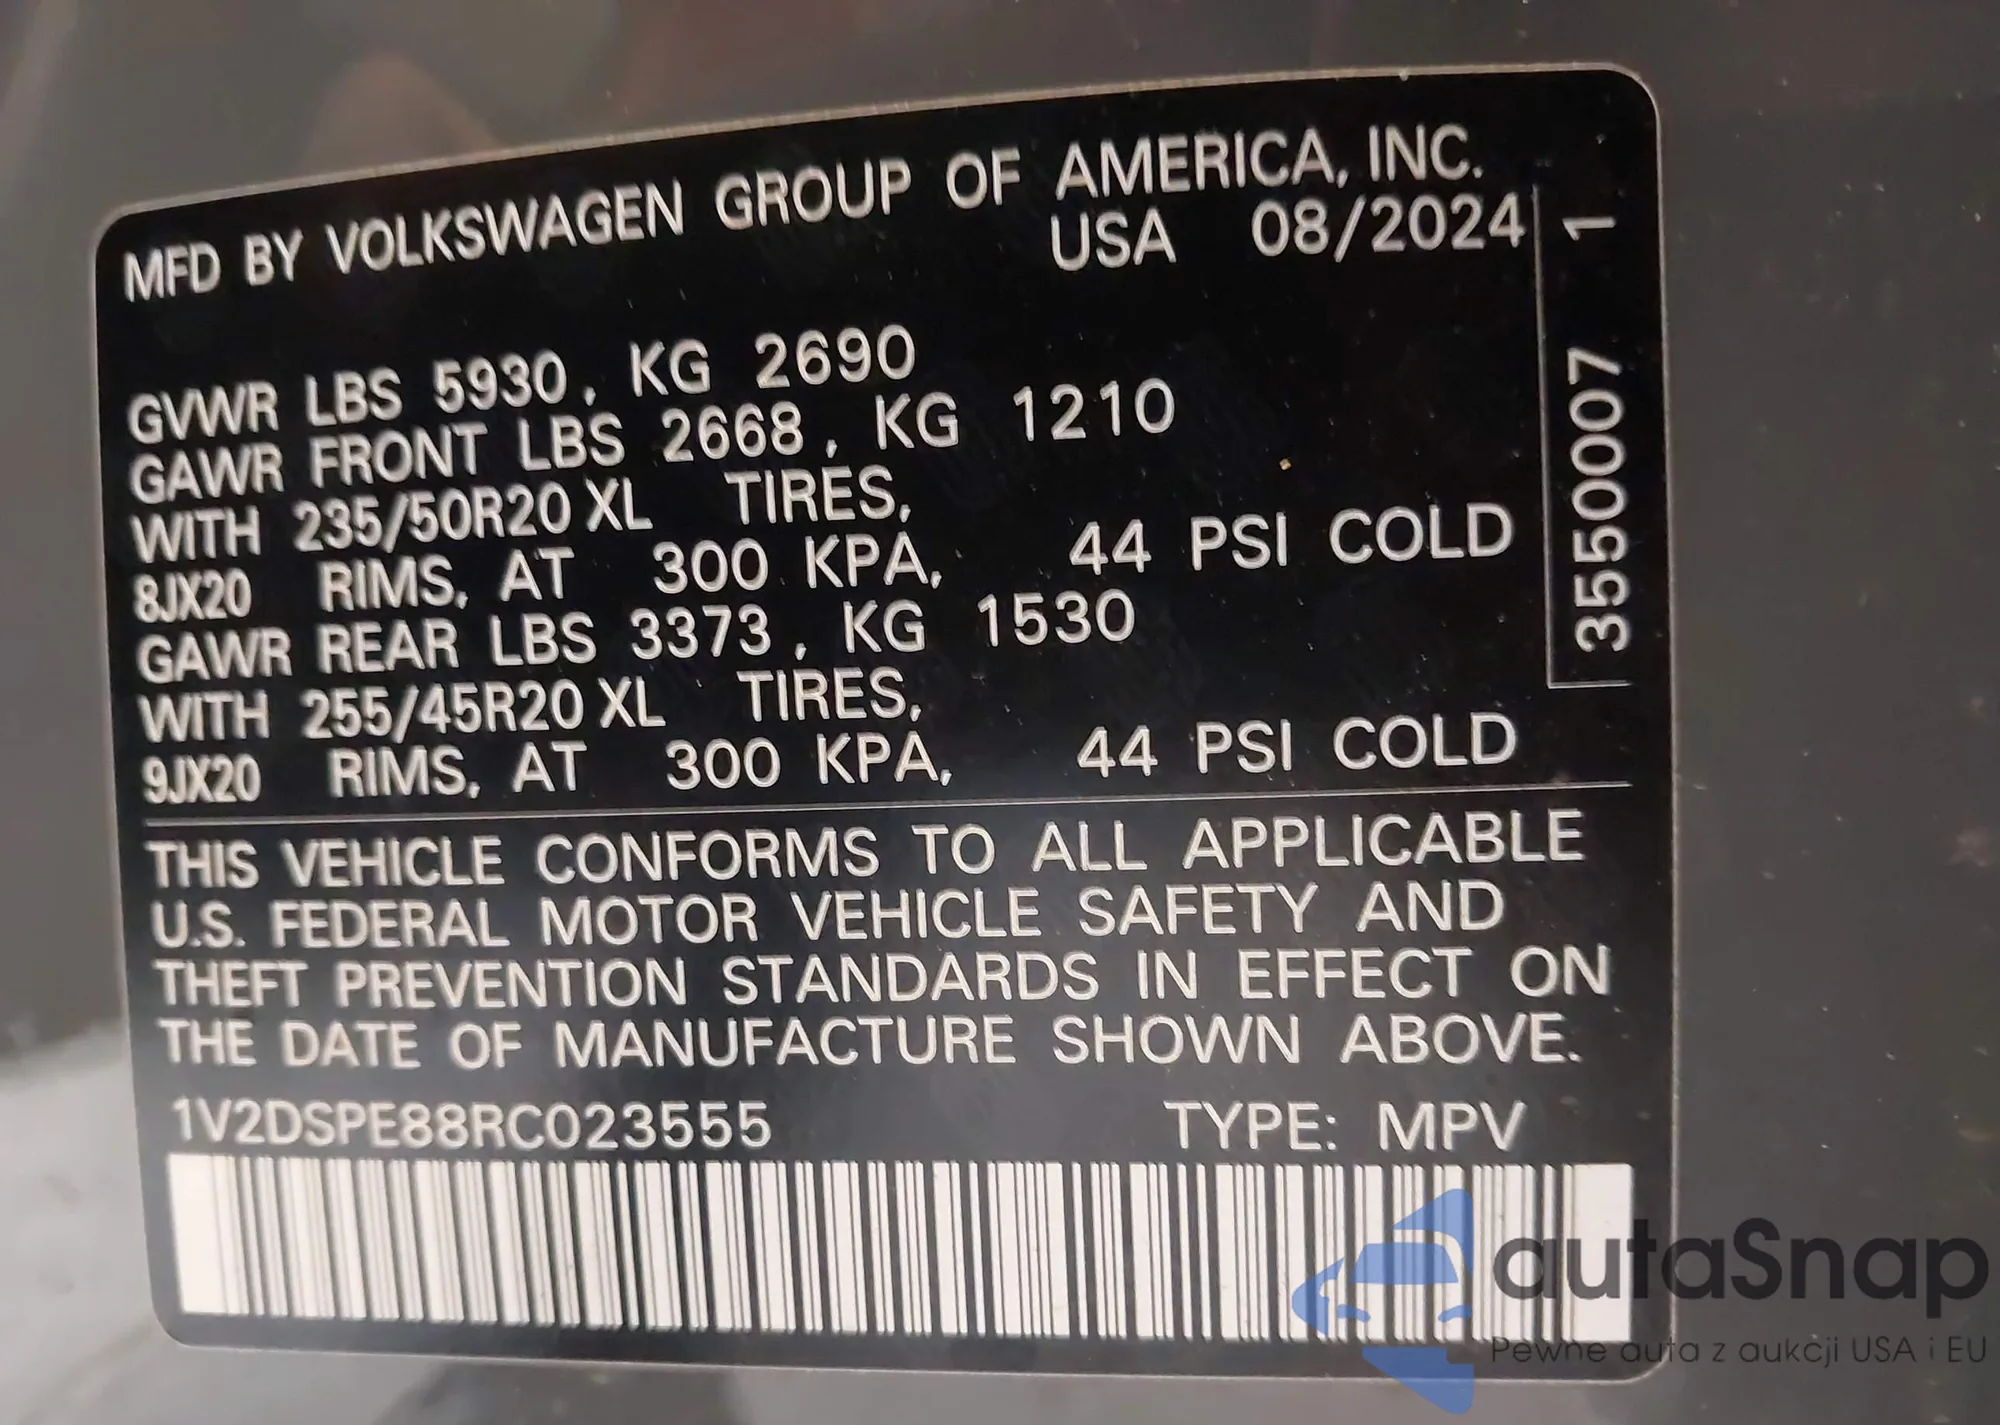 MFD BY VOLKSWAGEN GROUP OF AMERICA, INC.
USA 08/2024
GVWR LBS 5930, KG 2690
GAWR FRONT LBS 2668, KG 1210
WITH 235/50R20 XL TIRES,
8JX20 RIMS, AT 300 KPA, 44 PSI COLD
GAWR REAR LBS 3373, KG 1530
WITH 255/45R20 XL TIRES,
9JX20 RIMS, AT 300 KPA, 44 PSI COLD
3550007 1
THIS VEHICLE CONFORMS TO ALL APPLICABLE
U.S. FEDERAL MOTOR VEHICLE SAFETY AND
THEFT PREVENTION STANDARDS IN EFFECT ON
THE DATE OF MANUFACTURE SHOWN ABOVE.
1V2DSPE88RC023555 TYPE: MPV
autaSnap
Pewne auta z aukcji USA i EU